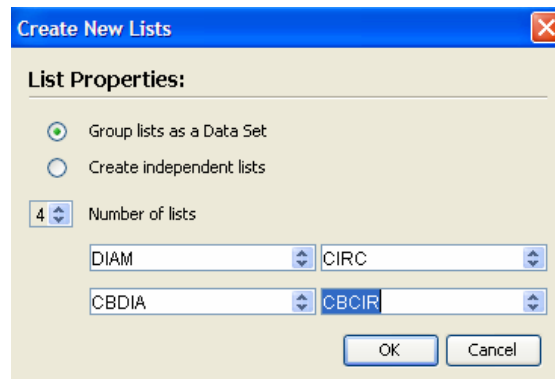 Create New Lists
List Properties:
Group lists as a Data Set
Create independent lists
4 Number of lists
DIAM CIRC
CBDIA CBCIR
OK Cancel